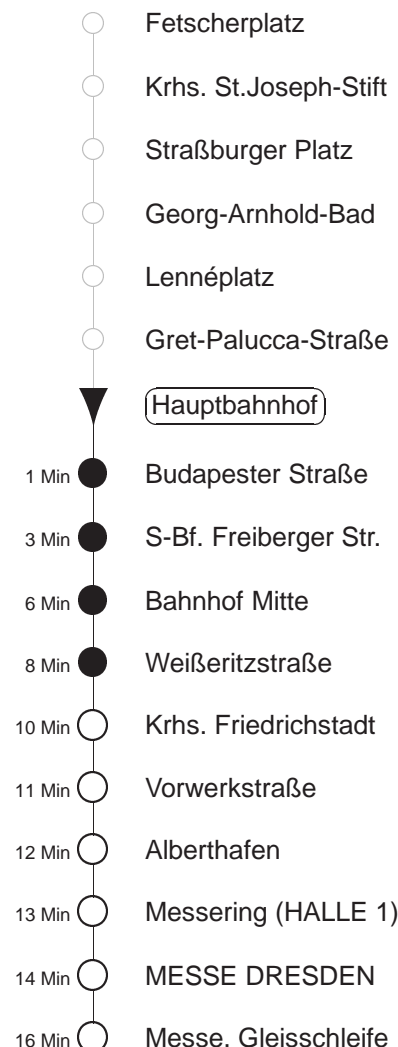 Fetscherplatz
Krhs. St.Joseph-Stift
Straßburger Platz
Georg-Arnhold-Bad
Lennéplatz
Gret-Palucca-Straße
Hauptbahnhof
1 Min Budapester Straße
3 Min S-Bf. Freiberger Str.
6 Min Bahnhof Mitte
8 Min Weißeritzstraße
10 Min Krhs. Friedrichstadt
11 Min Vorwerkstraße
12 Min Alberthafen
13 Min Messering (HALLE 1)
14 Min MESSE DRESDEN
16 Min Messe, Gleisschleife